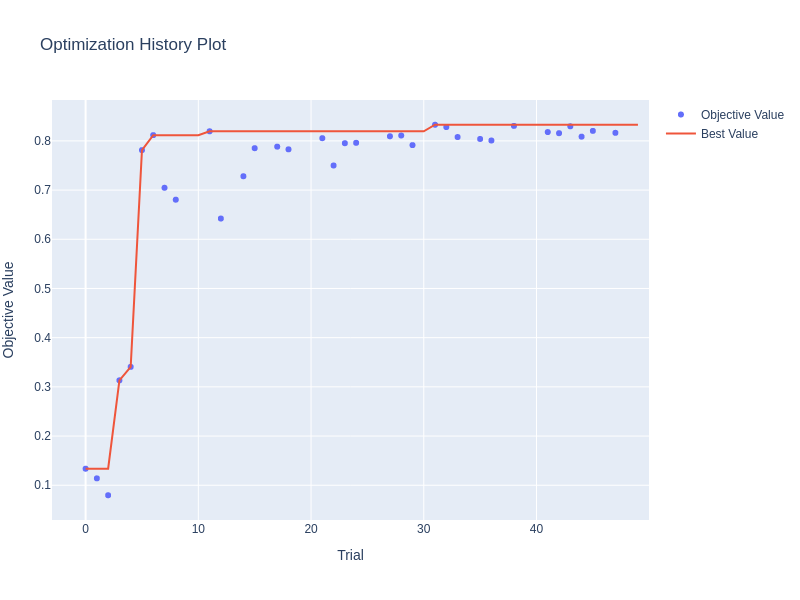 Optimization History Plot
Objective Value
Best Value
0.8
0.7
0.6
0.5
0.4
0.3
0.2
0.1
0 10 20 30 40
Trial
Objective Value